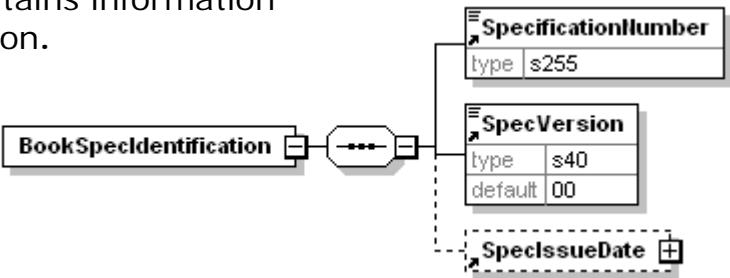 tains information
on.
SpecificationNumber
type s255
BookSpecIdentification
SpecVersion
type s40
default 00
SpecIssueDate